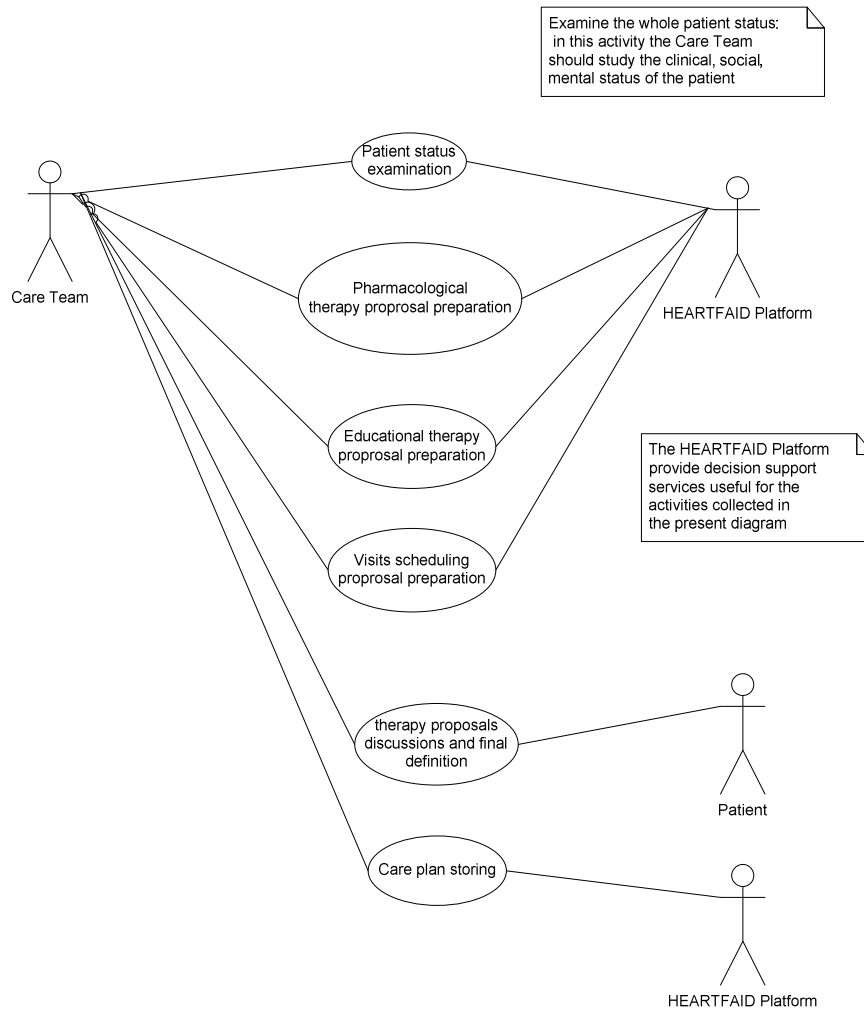 Examine the whole patient status:
in this activity the Care Team
should study the clinical, social,
mental status of the patient
Patient status
examination
Care Team
HEARTFAID Platform
Pharmacological
therapy proprosal preparation
Educational therapy
proprosal preparation
The HEARTFAID Platform
provide decision support
services useful for the
activities collected in
the present diagram
Visits scheduling
proprosal preparation
therapy proposals
discussions and final
definition
Patient
Care plan storing
HEARTFAID Platform